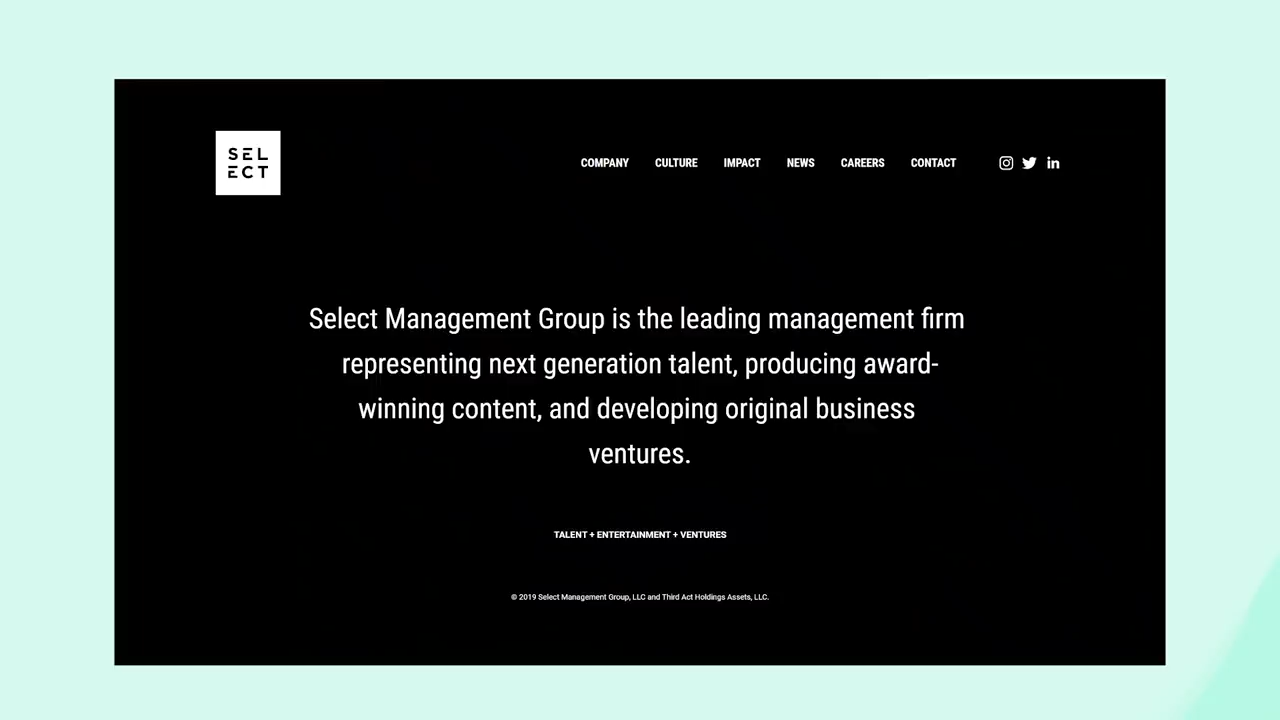 SEL
ECT
COMPANY CULTURE IMPACT NEWS CAREERS CONTACT
Select Management Group is the leading management firm
representing next generation talent, producing award-
winning content, and developing original business
ventures.
TALENT + ENTERTAINMENT + VENTURES
© 2019 Select Management Group, LLC and Third Act Holdings Assets, LLC.